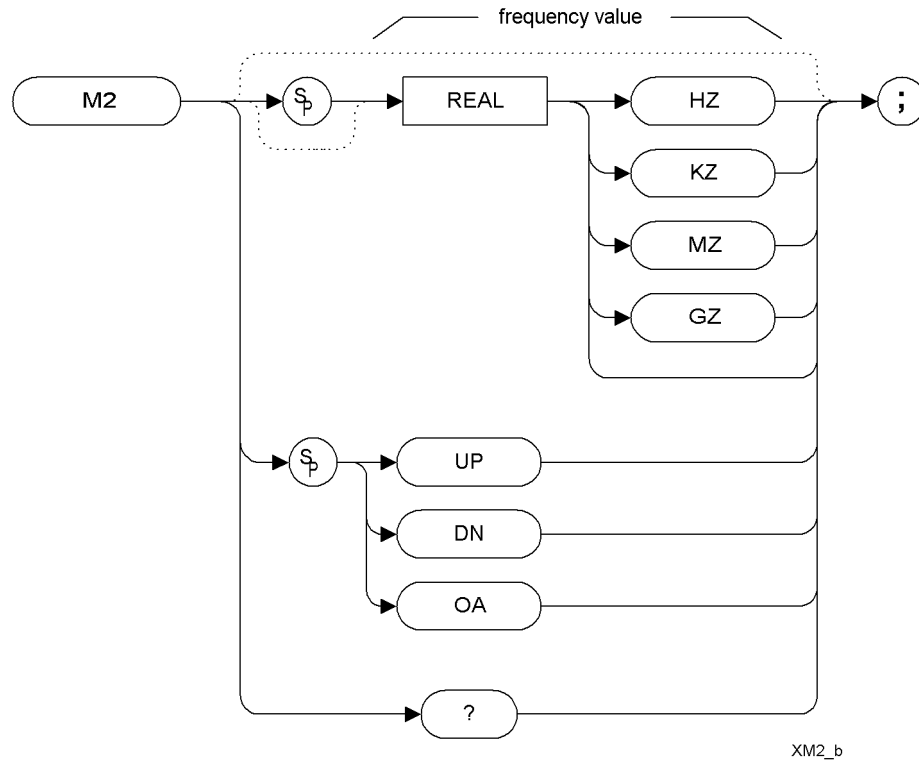 frequency value
M2 SP REAL HZ ;
KZ
MZ
GZ
SP UP
DN
OA
?
XM2_b